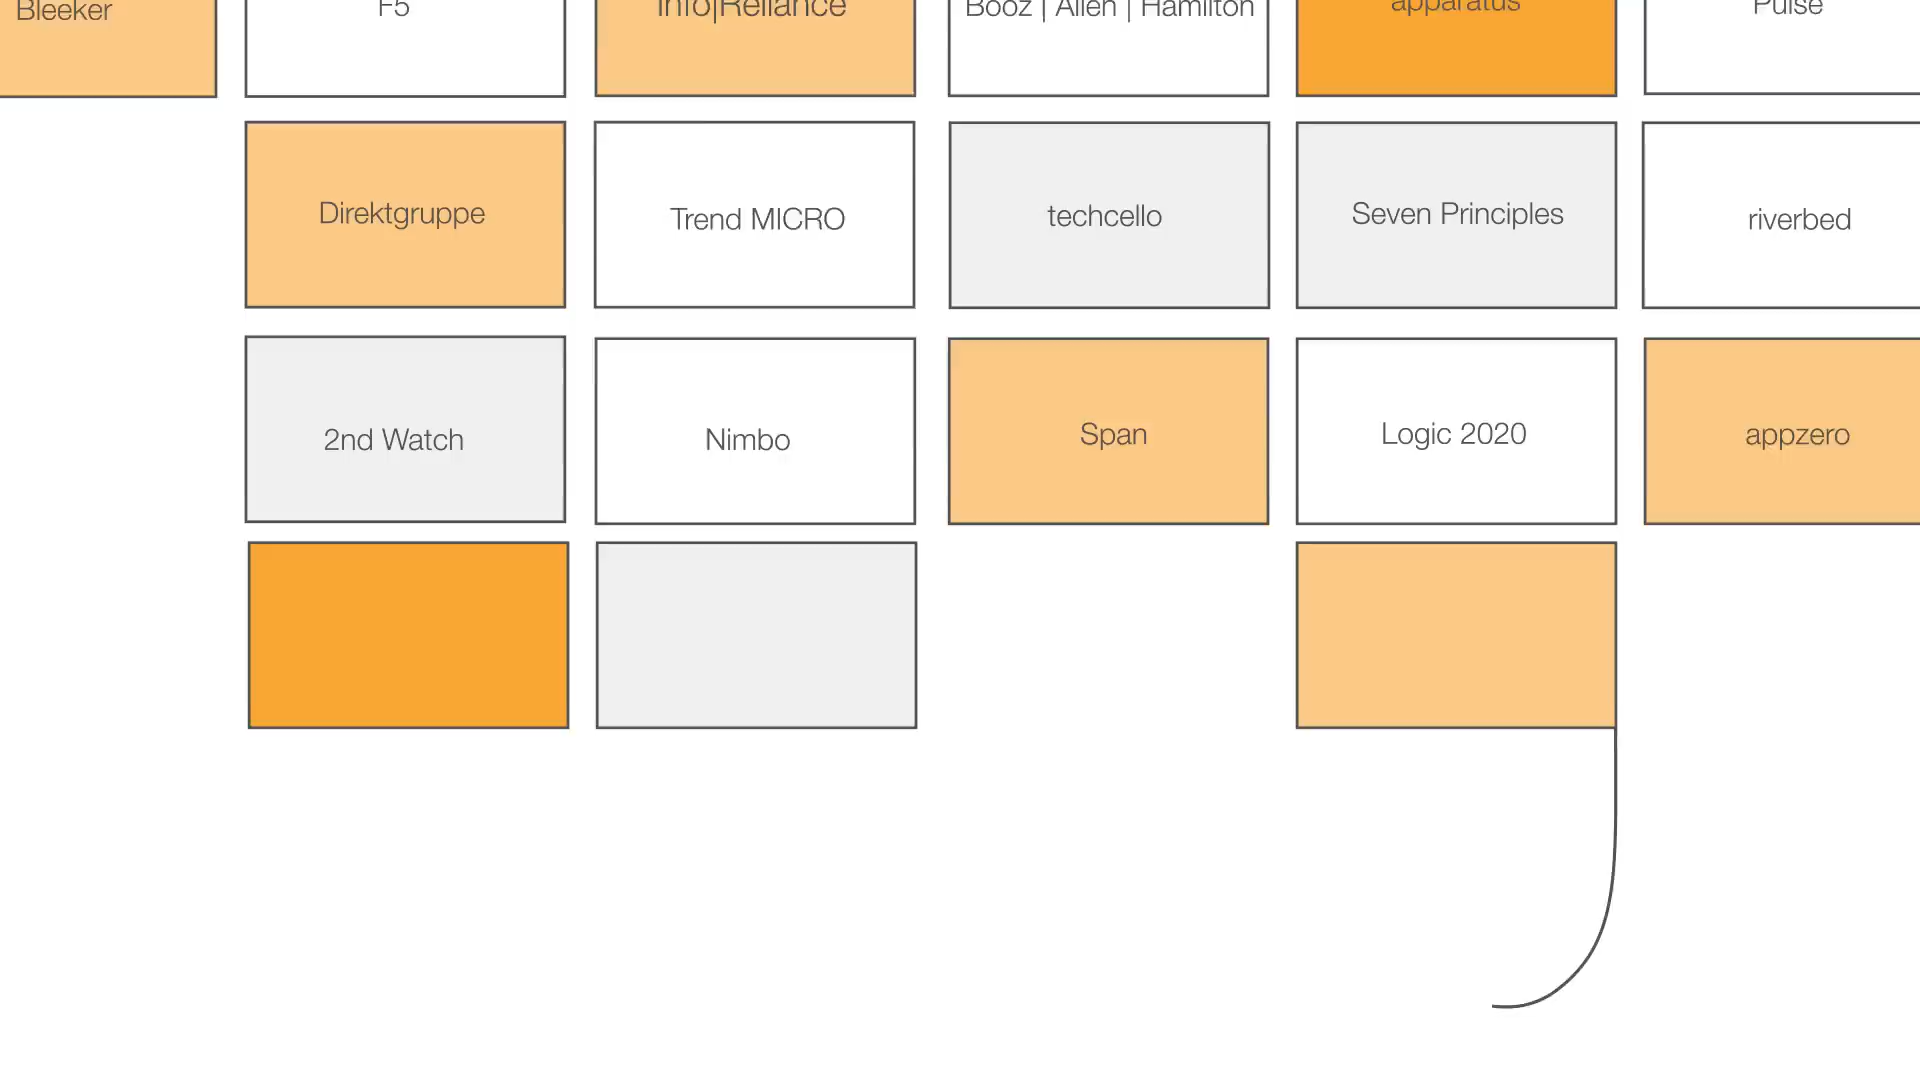 Bleeker
F5
Info|Reliance
Booz | Allen | Hamilton
apparatus
Pulse
Direktgruppe
Trend MICRO
techcello
Seven Principles
riverbed
2nd Watch
Nimbo
Span
Logic 2020
appzero